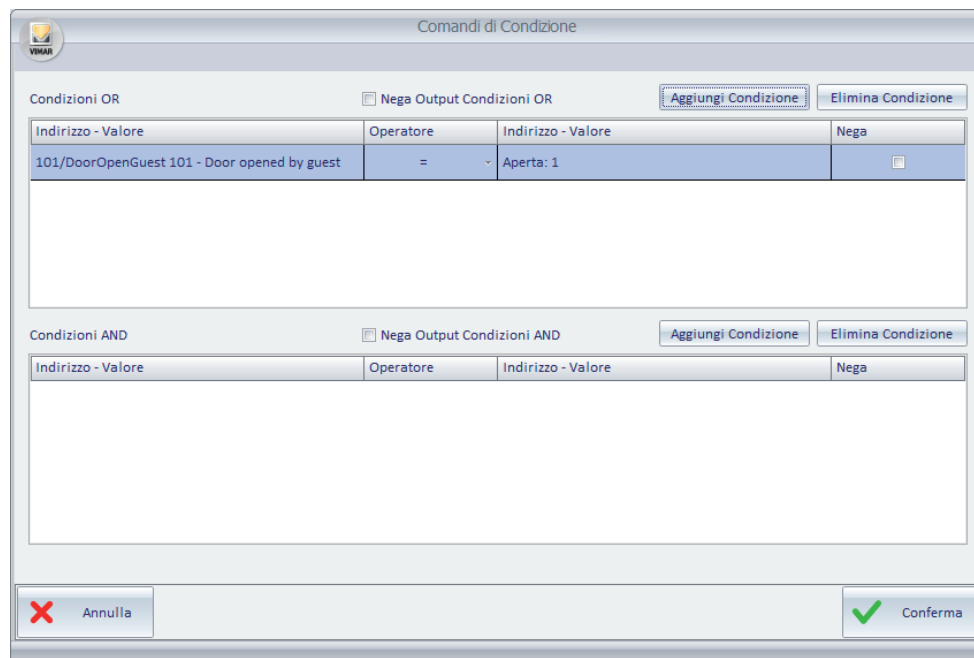 Comandi di Condizione
VIMAR
Condizioni OR Nega Output Condizioni OR Aggiungi Condizione Elimina Condizione
Indirizzo - Valore Operatore Indirizzo - Valore Nega
101/DoorOpenGuest 101 - Door opened by guest = Aperta: 1
Condizioni AND Nega Output Condizioni AND Aggiungi Condizione Elimina Condizione
Indirizzo - Valore Operatore Indirizzo - Valore Nega
Annulla Conferma